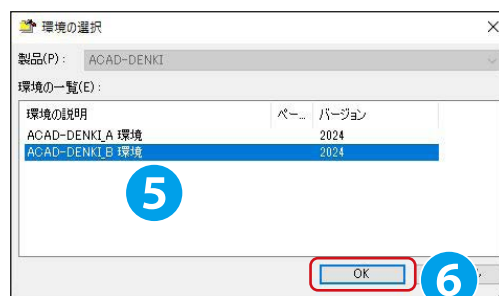 環境の選択
製品(P): ACAD-DENKI
環境の一覧(E):
環境の説明 ペー... バージョン
ACAD-DENKI_A 環境 2024
ACAD-DENKI_B 環境 2024
5
OK 6